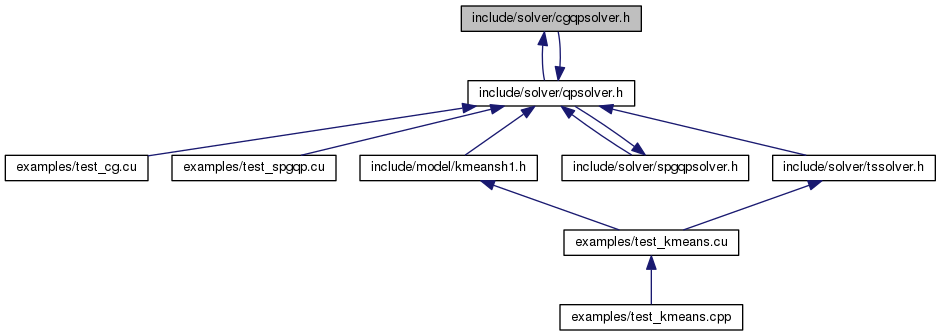 include/solver/cgqpsolver.h
include/solver/qpsolver.h
examples/test_cg.cu
examples/test_spgqp.cu
include/model/kmeansh1.h
include/solver/spgqpsolver.h
include/solver/tssolver.h
examples/test_kmeans.cu
examples/test_kmeans.cpp